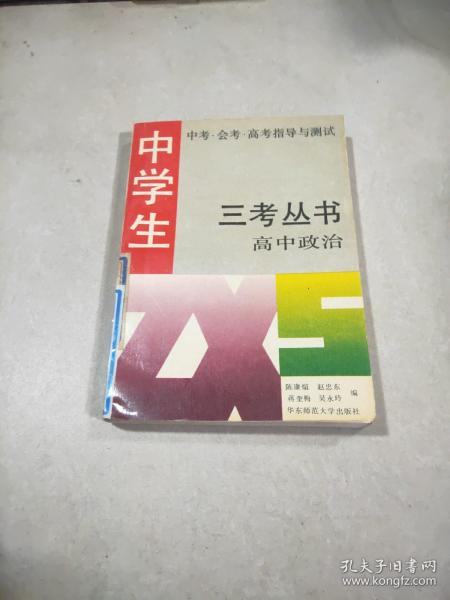 中学生
中考·会考·高考指导与测试
三考丛书
高中政治
ZXS
陈康煊 赵忠东
蒋奎梅 吴永玲 编
华东师范大学出版社
孔夫子旧书网
www.kongfz.com